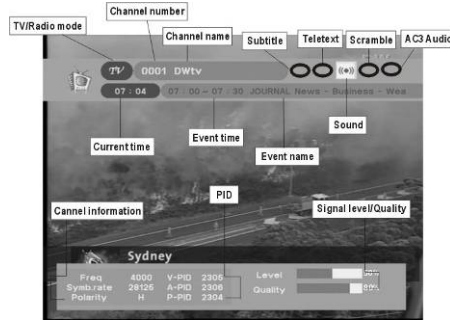 Channel number
TV/Radio mode
Channel name
Subtitle
Teletext
Scramble
AC3 Audio
TV
0001 DWtv
07 : 04
07 : 00 ~ 07 : 30 JOURNAL News - Business - Wea
Sound
Current time
Event time
Event name
PID
Cannel information
Signal level/Quality
Sydney
Freq 4000 V-PID 2305
Level
Symb.rate 28125 A-PID 2306
Quality
Polarity H P-PID 2304